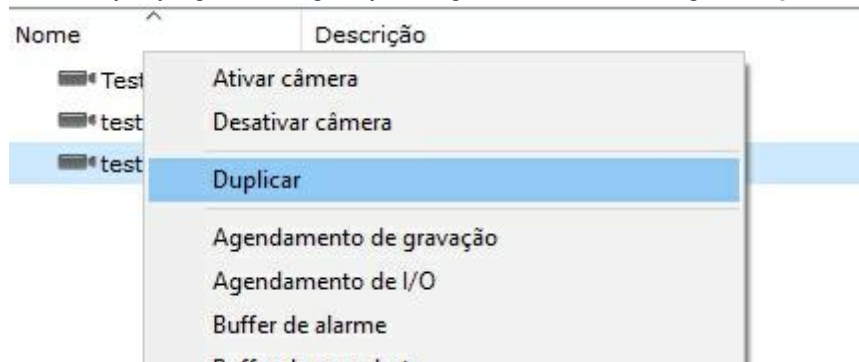 Nome Descrição
Test
test
test
Ativar câmera
Desativar câmera
Duplicar
Agendamento de gravação
Agendamento de I/O
Buffer de alarme